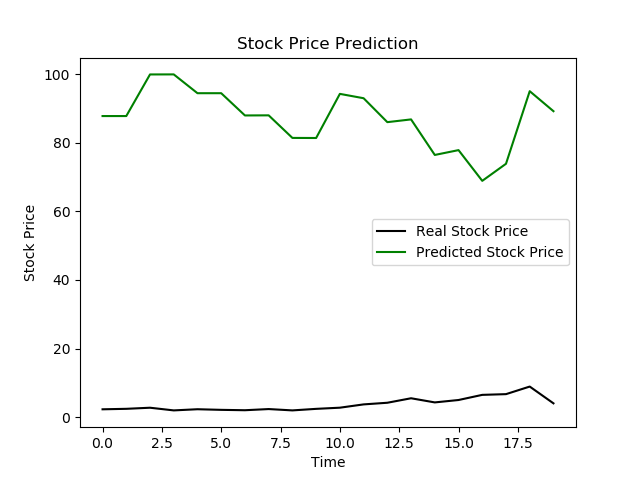 Stock Price Prediction
100
80
60
40
20
0
Stock Price
Real Stock Price
Predicted Stock Price
0.0 2.5 5.0 7.5 10.0 12.5 15.0 17.5
Time